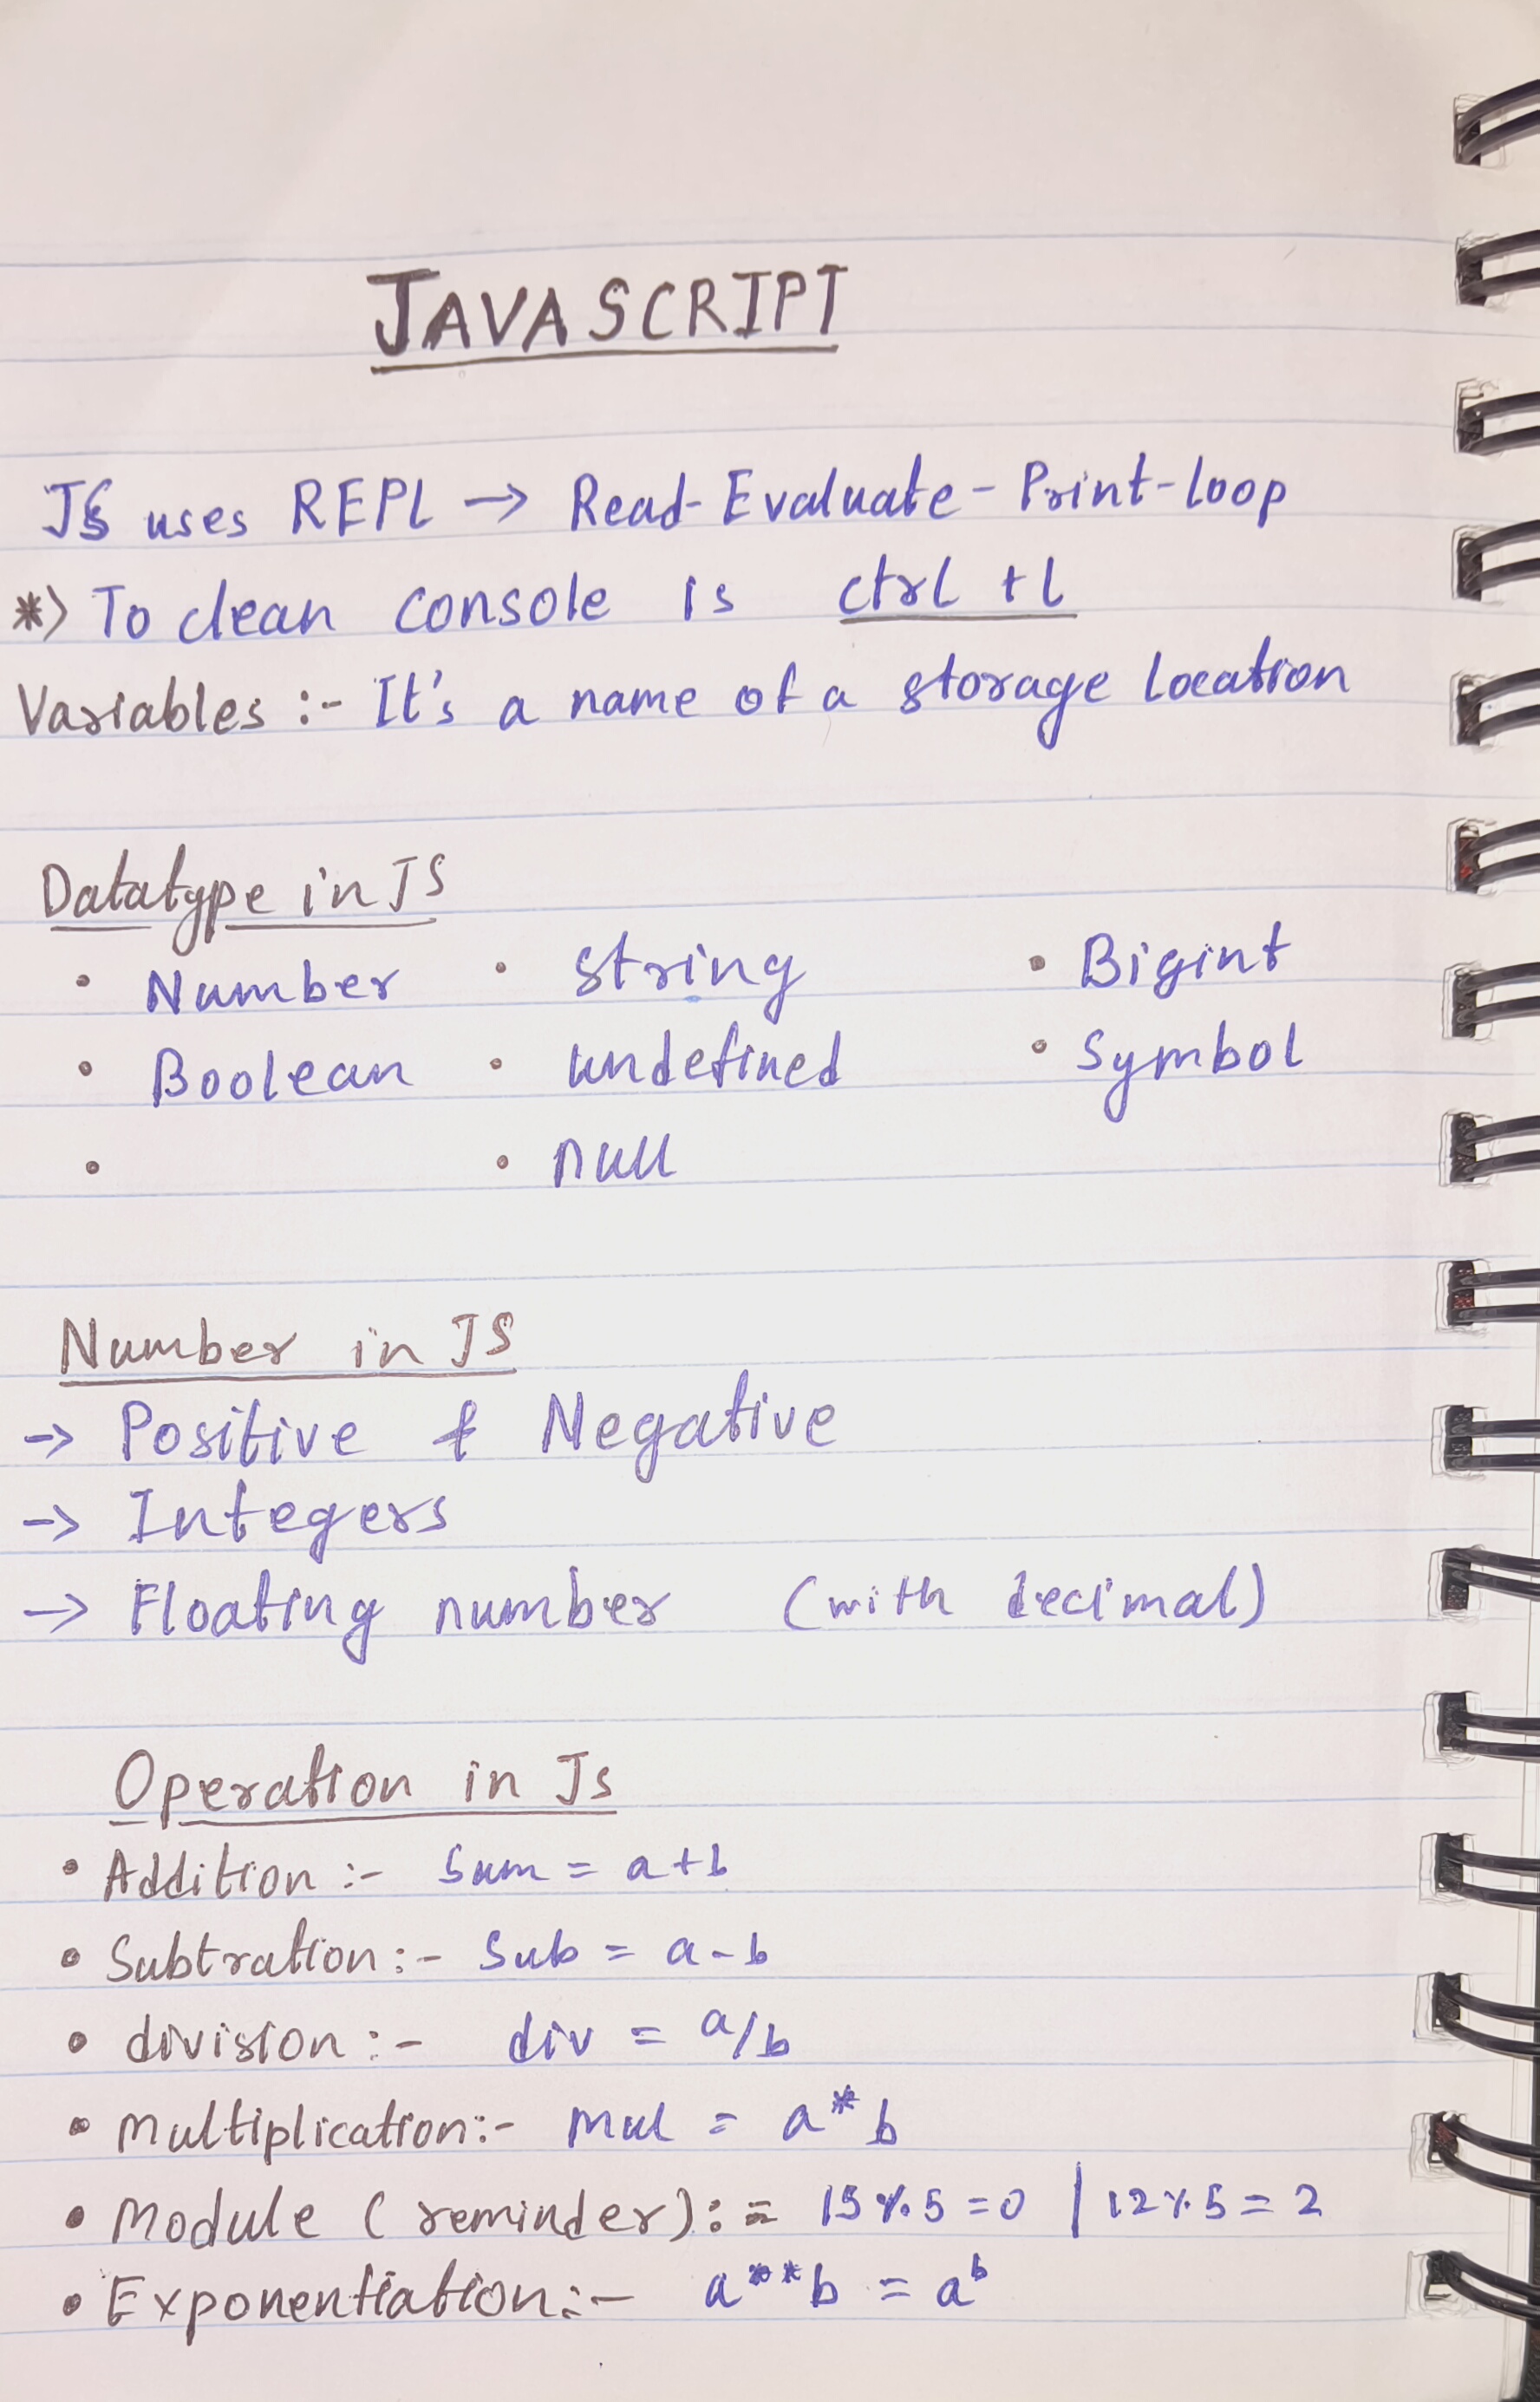 JAVASCRIPT
JS uses REPL → Read-Evaluate-Print-loop
*> To clean console is ctrl + l
Variables :- It's a name of a storage location
Datatype in JS
• Number • string • Bigint
• Boolean • undefined • Symbol
• • null
Number in JS
→ Positive & Negative
→ Integers
→ Floating number (with decimal)
Operation in Js
• Addition :- Sum = a+b
• Subtration :- Sub = a-b
• division :- div = a/b
• Multiplication :- mul = a*b
• Module (reminder) := 15%5=0 | 12%5=2
• Exponentiation :- a**b = aᵇ